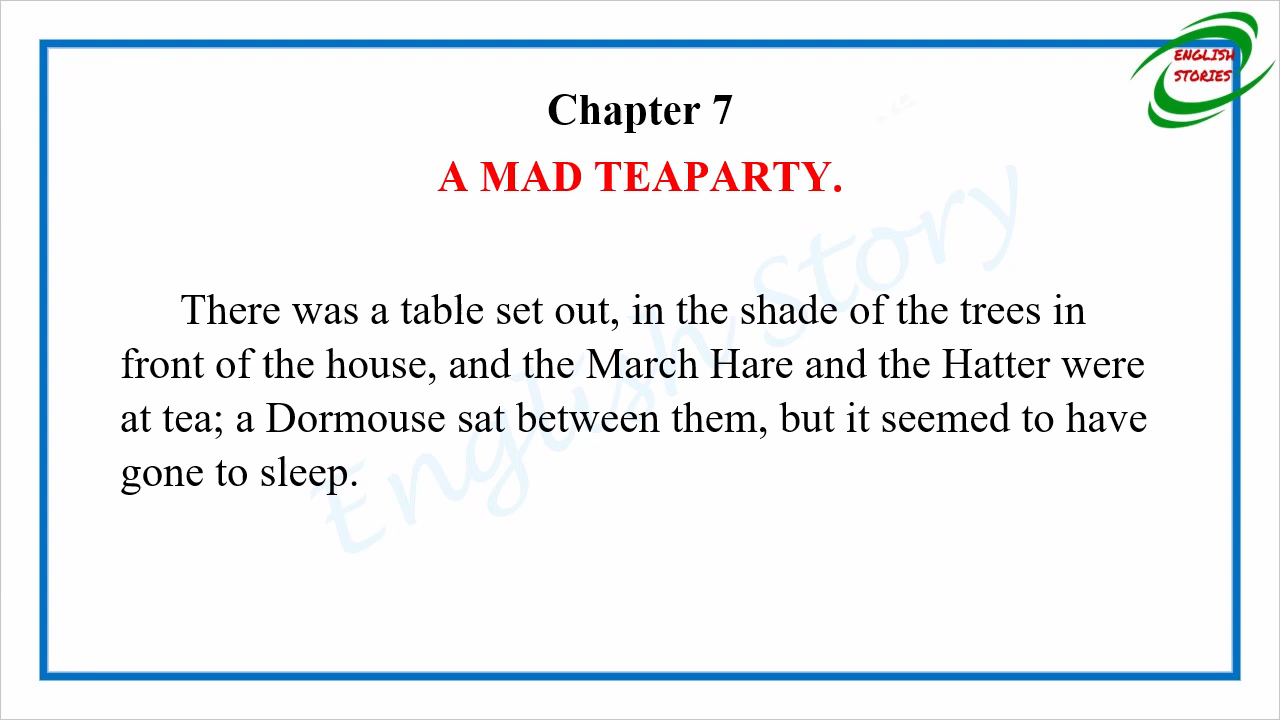 ENGLISH
STORIES
Chapter 7
A MAD TEAPARTY.
There was a table set out, in the shade of the trees in
front of the house, and the March Hare and the Hatter were
at tea; a Dormouse sat between them, but it seemed to have
gone to sleep.
English Story